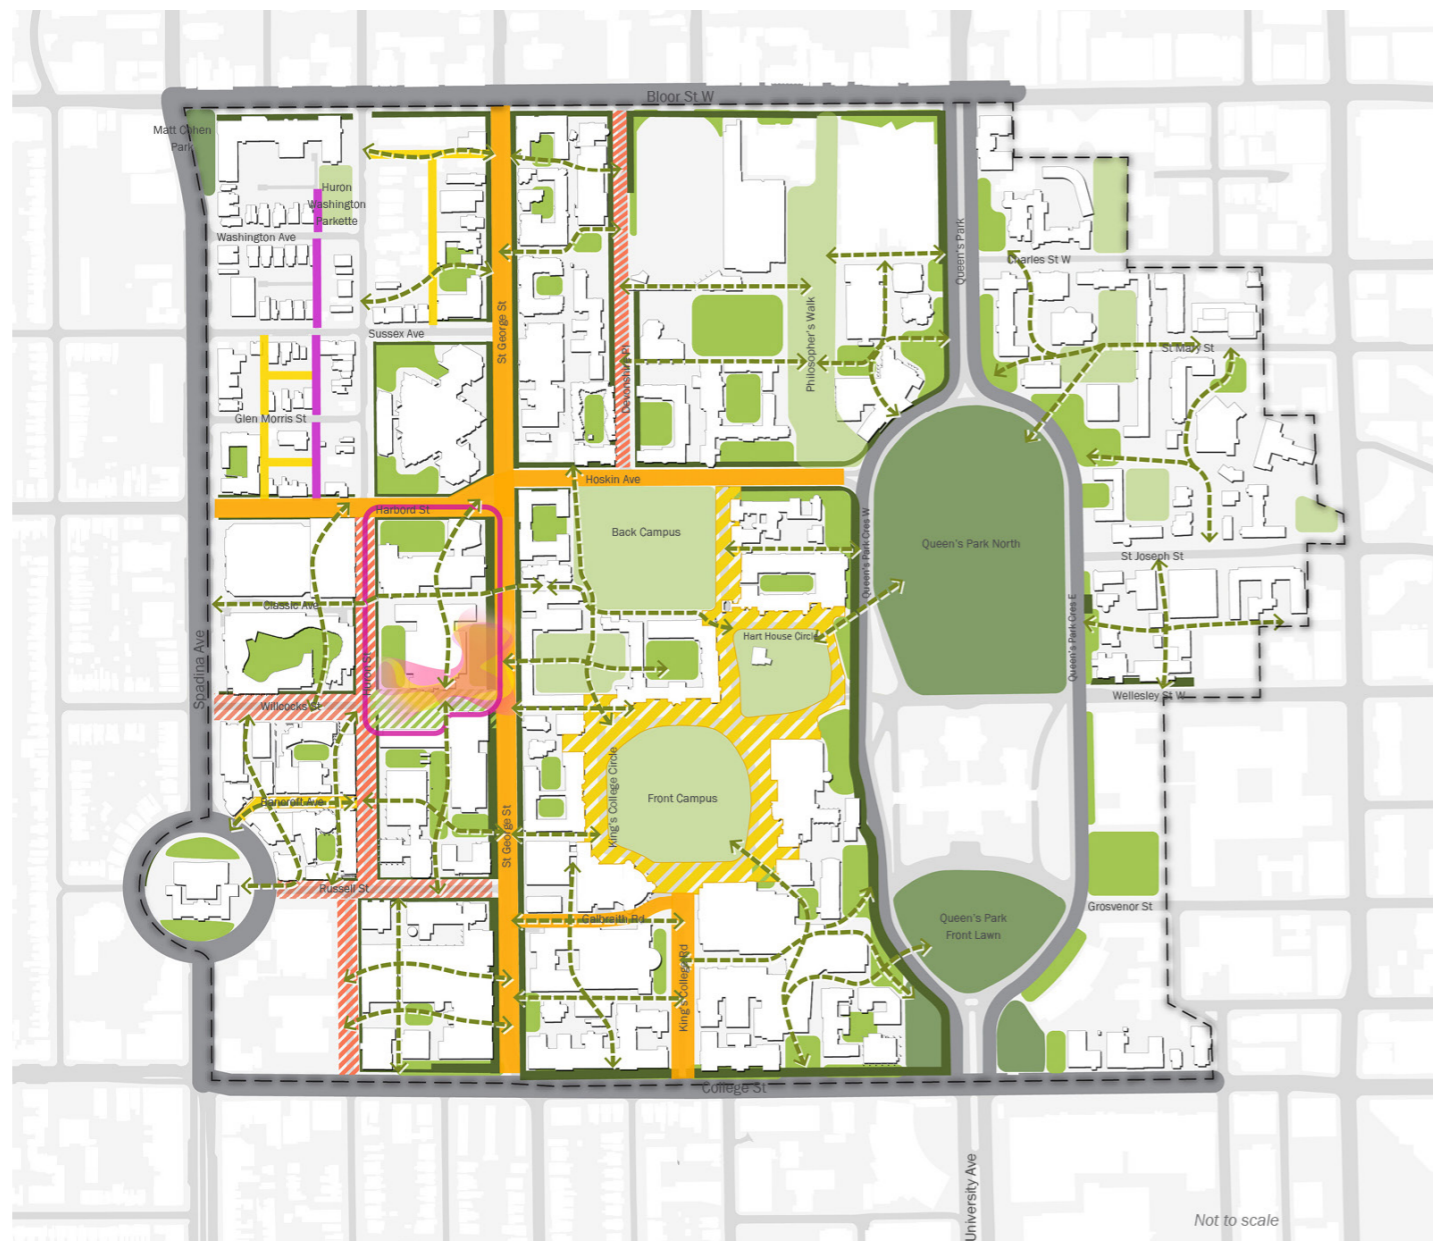 Bloor St W
Matt Cohen
Park
Huron
Washington
Parkette
Washington Ave
Queen's Park
Charles St W
Sussex Ave
St George St
Devonshire Pl
Philosopher's Walk
St Mary St
Glen Morris St
Hoskin Ave
Harbord St
Back Campus
Queen's Park Cres W
Queen's Park North
St Joseph St
Classic Ave
Hart House Circle
Queen's Park Cres E
Spadina Ave
Huron St
Willcocks St
Wellesley St W
King's College Circle
Front Campus
Bancroft Ave
St George St
Russell St
Galbraith Rd
Queen's Park
Front Lawn
Grosvenor St
King's College Rd
College St
University Ave
Not to scale